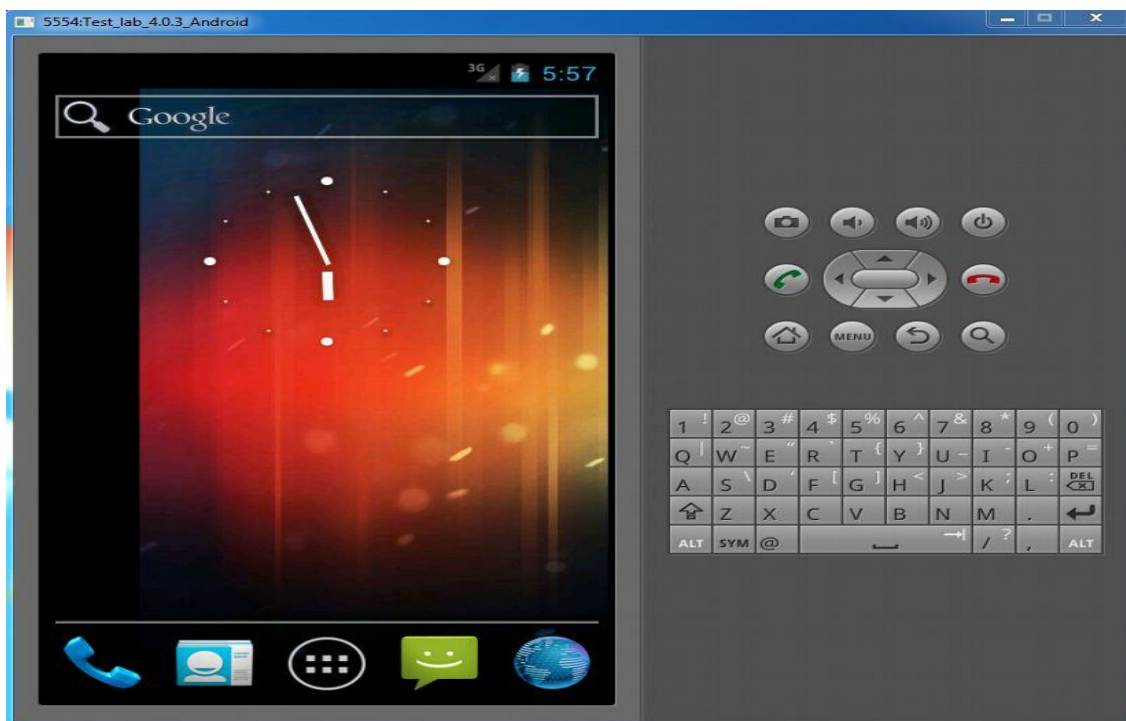 5554:Test_lab_4.0.3_Android
3G 5:57
Google
MENU
1 ! 2 @ 3 # 4 $ 5 % 6 ^ 7 & 8 * 9 ( 0 )
Q | W ~ E " R ` T { Y } U _ I - O + P =
A S \ D ' F [ G ] H < J > K ; L : DEL
Z X C V B N M .
ALT SYM @ / ? , ALT